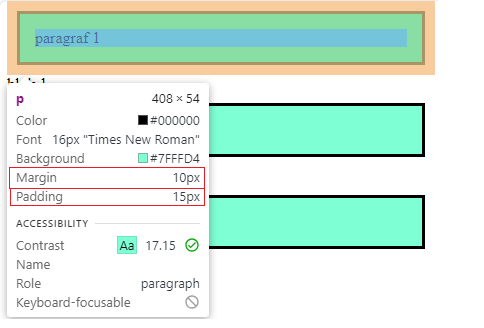 paragraf 1
p 408 × 54
Color #000000
Font 16px "Times New Roman"
Background #7FFFD4
Margin 10px
Padding 15px
ACCESSIBILITY
Contrast Aa 17.15
Name
Role paragraph
Keyboard-focusable